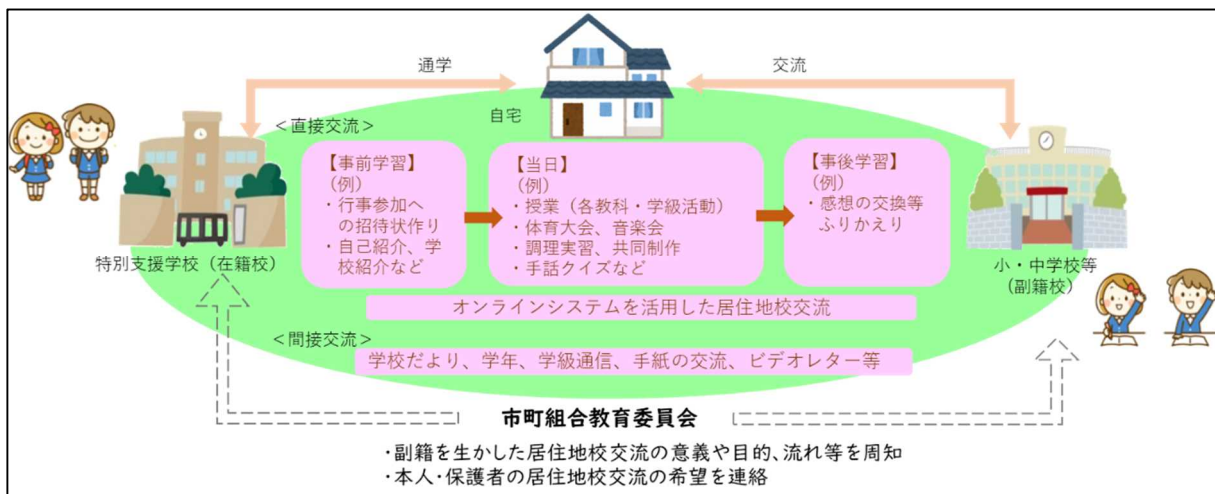 通学
交流
自宅
<直接交流>
【事前学習】
(例)
・行事参加へ
の招待状作り
・自己紹介、学
校紹介など
【当日】
(例)
・授業(各教科・学級活動)
・体育大会、音楽会
・調理実習、共同制作
・手話クイズなど
【事後学習】
(例)
・感想の交換等
ふりかえり
特別支援学校(在籍校)
小・中学校等
(副籍校)
オンラインシステムを活用した居住地校交流
<間接交流>
学校だより、学年、学級通信、手紙の交流、ビデオレター等
市町組合教育委員会
・副籍を生かした居住地校交流の意義や目的、流れ等を周知
・本人・保護者の居住地校交流の希望を連絡